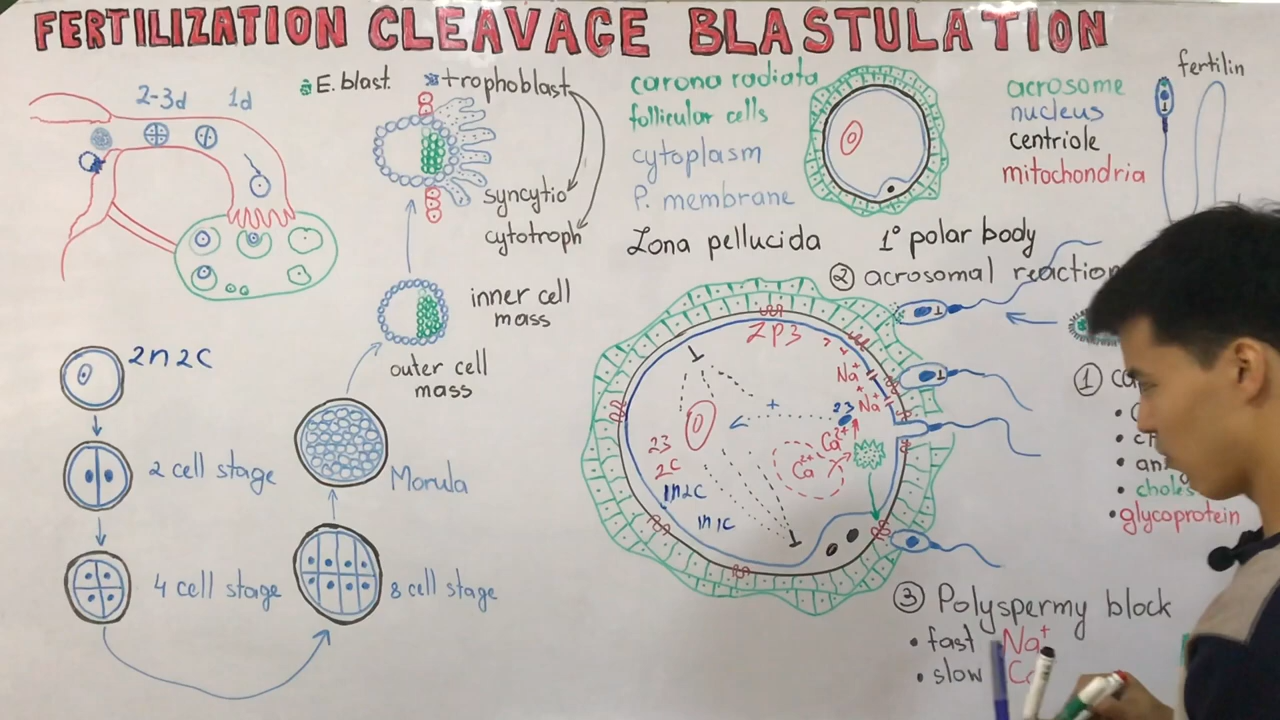 FERTILIZATION CLEAVAGE BLASTULATION
2-3d 1d
E. blast. trophoblast
syncytio
cytotroph
inner cell
mass
outer cell
mass
2n2C
2 cell stage
4 cell stage
8 cell stage
Morula
carona radiata
follicular cells
cytoplasm
P. membrane
Zona pellucida
1° polar body
acrosome
nucleus
centriole
mitochondria
fertilin
② acrosomal reaction
ZP3
Na⁺
Na⁺
23
+
Ca²⁺
Ca²⁺
23
2C
1n2C
1n1C
①
• choles
• glycoprotein
③ Polyspermy block
• fast Na⁺
• slow